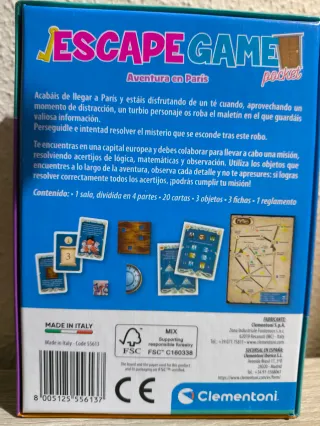 ESCAPE GAME
pocket
Aventura en París
Acabáis de llegar a París y estáis disfrutando de un té cuando, aprovechando un
momento de distracción, un turbio personaje os roba el maletín en el que guardáis
valiosa información.
Perseguidle e intentad resolver el misterio que se esconde tras este robo.
Te encuentras en una capital europea y debes colaborar para llevar a cabo una misión,
resolviendo acertijos de lógica, matemáticas y observación. Utiliza los objetos que
encuentres a lo largo de la aventura, observa cada detalle y no te apresures: si logras
resolver correctamente todos los acertijos, ¡podrás cumplir tu misión!
Contenido: • 1 sala, dividida en 4 partes • 20 cartas • 3 objetos • 3 fichas • 1 reglamento
3
MADE IN ITALY
Made in Italy - Code 55613
8 005125 556137
FSC
MIX
Supporting
responsible forestry
FSC® C160338
CE
FABRICANTE:
Clementoni S.p.A.
Clementoni